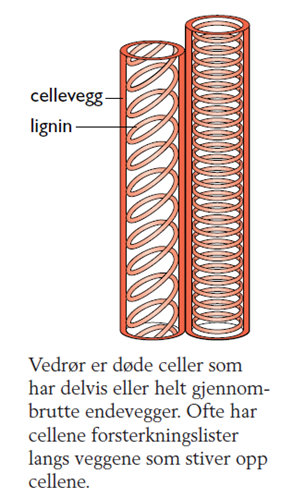 cellevegg
lignin
Vedrør er døde celler som
har delvis eller helt gjennom-
brutte endevegger. Ofte har
cellene forsterkningslister
langs veggene som stiver opp
cellene.